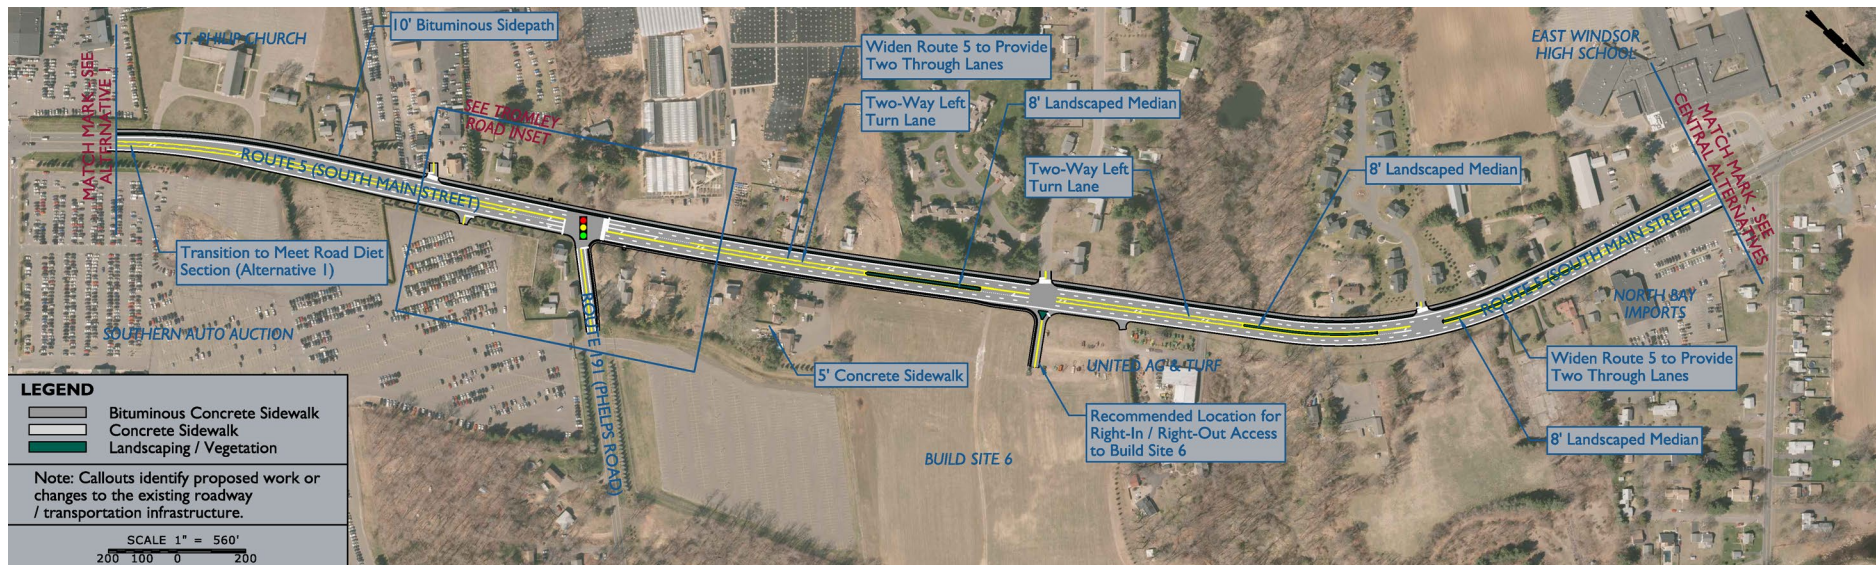 10' Bituminous Sidepath
ST. PHILIP CHURCH
MATCH MARK - SEE
ALTERNATIVE 1
SEE TROMLEY
ROAD INSET
Widen Route 5 to Provide
Two Through Lanes
Two-Way Left
Turn Lane
8' Landscaped Median
EAST WINDSOR
HIGH SCHOOL
MATCH MARK - SEE
CENTRAL ALTERNATIVES
ROUTE 5 (SOUTH MAIN STREET)
Two-Way Left
Turn Lane
8' Landscaped Median
ROUTE 5 (SOUTH MAIN STREET)
Transition to Meet Road Diet
Section (Alternative 1)
SOUTHERN AUTO AUCTION
ROUTE 191 (PHELPS ROAD)
5' Concrete Sidewalk
UNITED AG & TURF
NORTH BAY
IMPORTS
Widen Route 5 to Provide
Two Through Lanes
Recommended Location for
Right-In / Right-Out Access
to Build Site 6
BUILD SITE 6
8' Landscaped Median
LEGEND
Bituminous Concrete Sidewalk
Concrete Sidewalk
Landscaping / Vegetation
Note: Callouts identify proposed work or
changes to the existing roadway
/ transportation infrastructure.
SCALE 1" = 560'
200 100 0 200